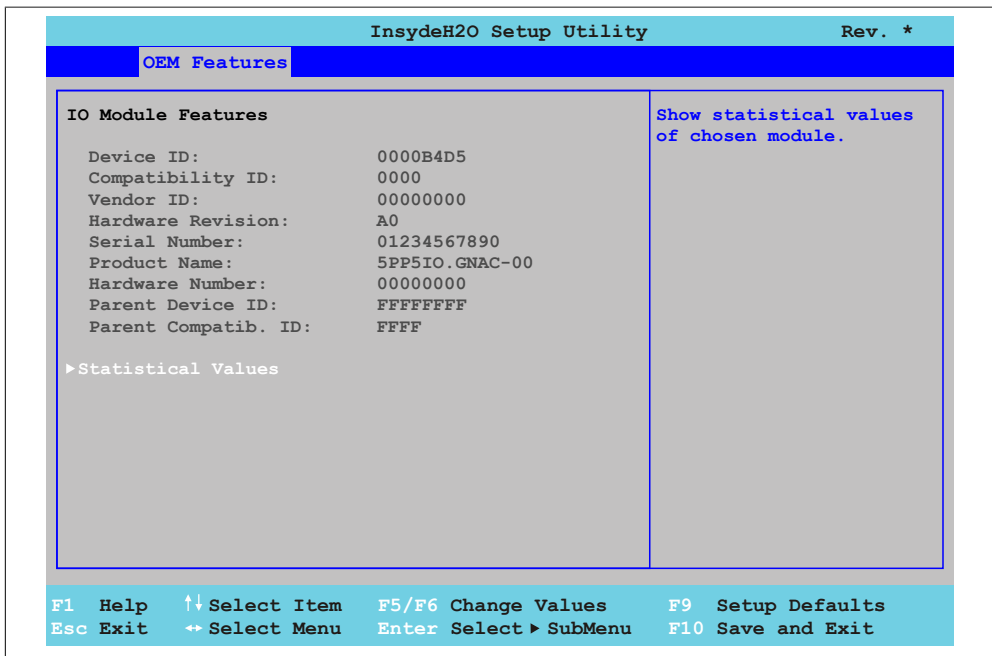 InsydeH2O Setup Utility Rev. *
OEM Features
IO Module Features
Device ID: 0000B4D5
Compatibility ID: 0000
Vendor ID: 00000000
Hardware Revision: A0
Serial Number: 01234567890
Product Name: 5PP5IO.GNAC-00
Hardware Number: 00000000
Parent Device ID: FFFFFFFF
Parent Compatib. ID: FFFF
▶Statistical Values
Show statistical values
of chosen module.
F1 Help ↑↓ Select Item F5/F6 Change Values F9 Setup Defaults
Esc Exit ↔ Select Menu Enter Select ▶ SubMenu F10 Save and Exit